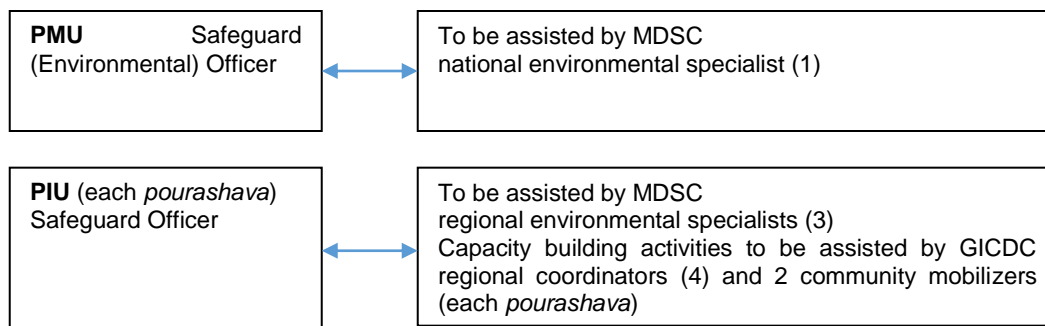 PMU Safeguard
(Environmental) Officer
To be assisted by MDSC
national environmental specialist (1)
PIU (each pourashava)
Safeguard Officer
To be assisted by MDSC
regional environmental specialists (3)
Capacity building activities to be assisted by GICDC
regional coordinators (4) and 2 community mobilizers
(each pourashava)